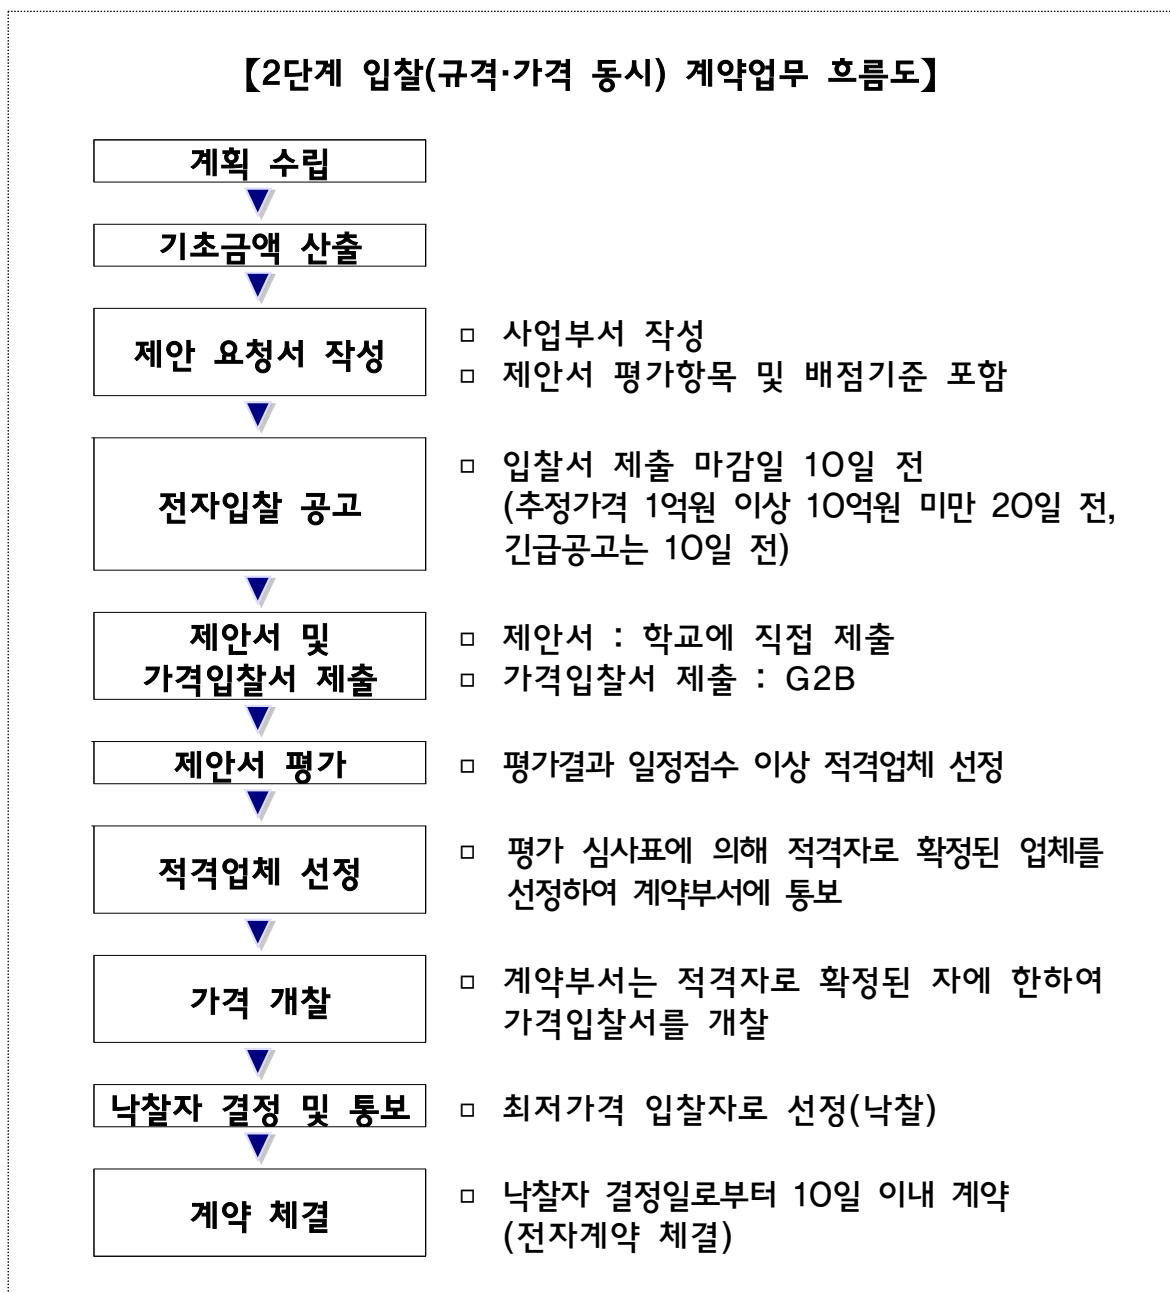 【2단계 입찰(규격·가격 동시) 계약업무 흐름도】
계획 수립
▼
기초금액 산출
▼
제안 요청서 작성
□ 사업부서 작성
□ 제안서 평가항목 및 배점기준 포함
▼
전자입찰 공고
□ 입찰서 제출 마감일 10일 전
(추정가격 1억원 이상 10억원 미만 20일 전,
긴급공고는 10일 전)
▼
제안서 및
가격입찰서 제출
□ 제안서 : 학교에 직접 제출
□ 가격입찰서 제출 : G2B
▼
제안서 평가
□ 평가결과 일정점수 이상 적격업체 선정
▼
적격업체 선정
□ 평가 심사표에 의해 적격자로 확정된 업체를
선정하여 계약부서에 통보
▼
가격 개찰
□ 계약부서는 적격자로 확정된 자에 한하여
가격입찰서를 개찰
▼
낙찰자 결정 및 통보
□ 최저가격 입찰자로 선정(낙찰)
▼
계약 체결
□ 낙찰자 결정일로부터 10일 이내 계약
(전자계약 체결)